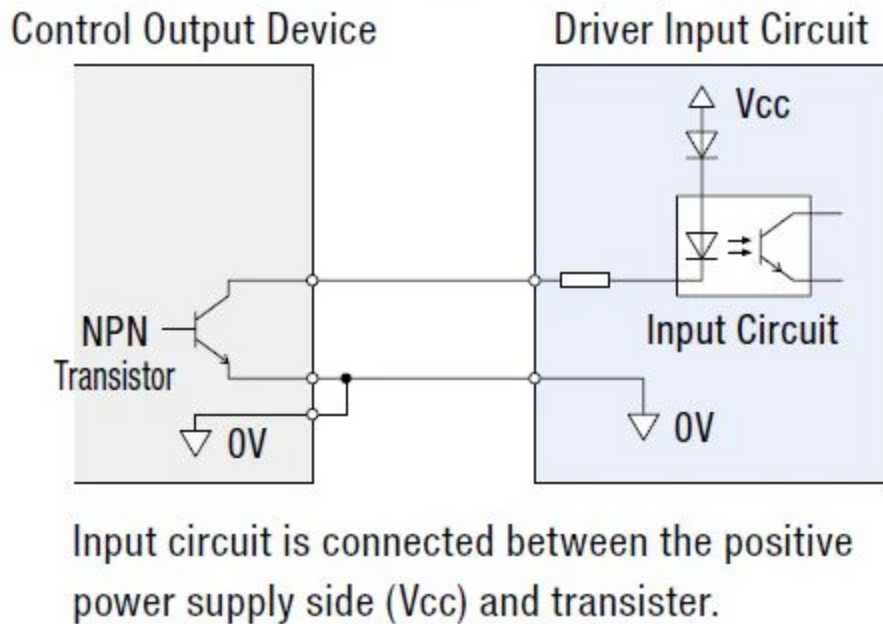 Control Output Device
Driver Input Circuit
Vcc
NPN
Transistor
Input Circuit
0V
0V
Input circuit is connected between the positive
power supply side (Vcc) and transister.